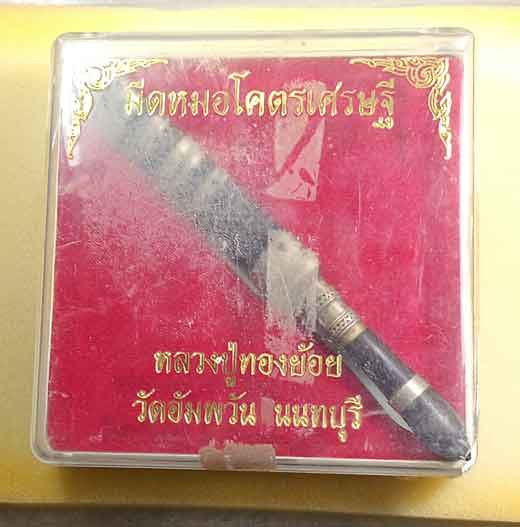 มีดหมอโคตรเศรษฐี
หลวงปู่ทองย้อย
วัดอัมพวัน นนทบุรี